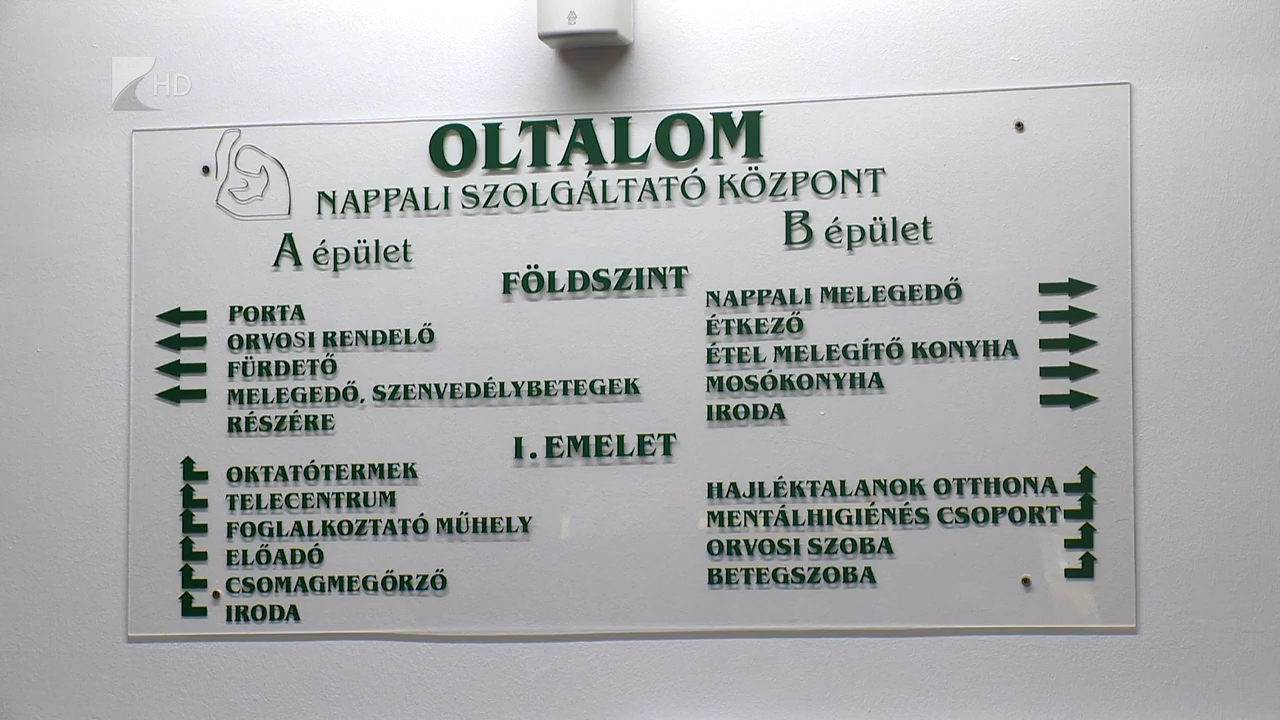 HD
OLTALOM
NAPPALI SZOLGÁLTATÓ KÖZPONT
A épület
B épület
FÖLDSZINT
PORTA
ORVOSI RENDELŐ
FÜRDETŐ
MELEGEDŐ, SZENVEDÉLYBETEGEK
RÉSZÉRE
NAPPALI MELEGEDŐ
ÉTKEZŐ
ÉTEL MELEGÍTŐ KONYHA
MOSÓKONYHA
IRODA
I. EMELET
OKTATÓTERMEK
TELECENTRUM
FOGLALKOZTATÓ MŰHELY
ELŐADÓ
CSOMAGMEGŐRZŐ
IRODA
HAJLÉKTALANOK OTTHONA
MENTÁLHIGIÉNÉS CSOPORT
ORVOSI SZOBA
BETEGSZOBA